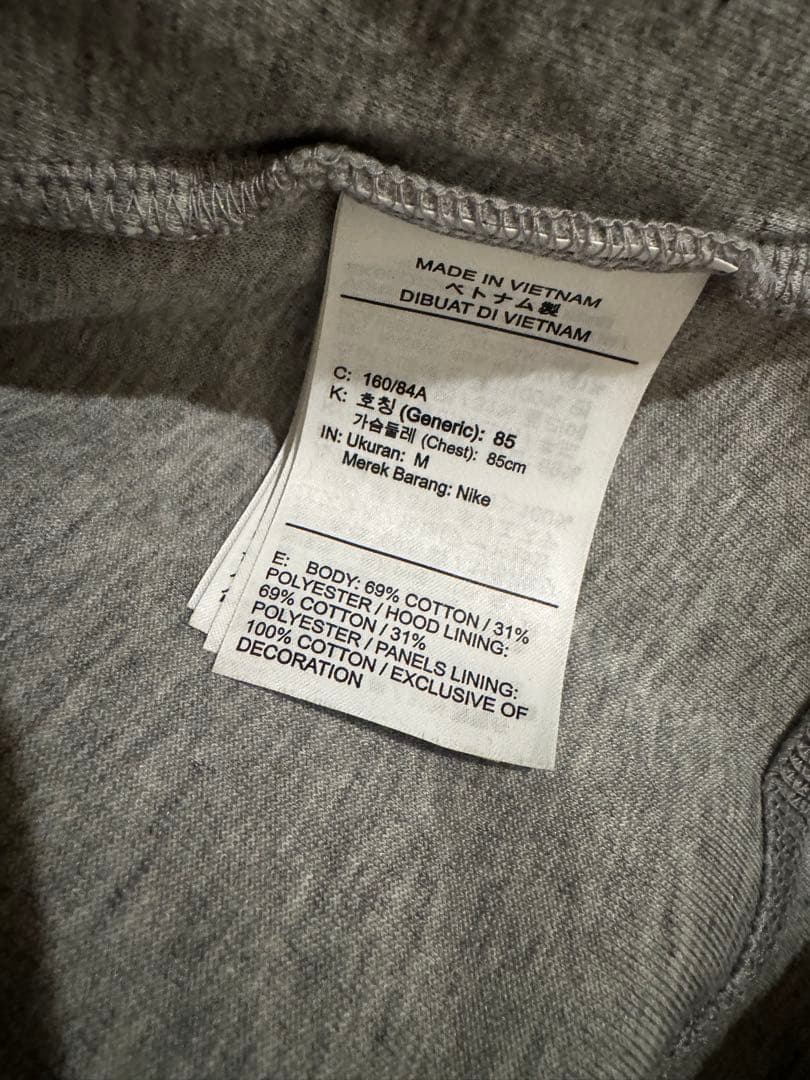 MADE IN VIETNAM
ベトナム製
DIBUAT DI VIETNAM
C: 160/84A
K: 호칭 (Generic): 85
가슴둘레 (Chest): 85cm
IN: Ukuran: M
Merek Barang: Nike
E: BODY: 69% COTTON / 31%
POLYESTER / HOOD LINING:
69% COTTON / 31%
POLYESTER / PANELS LINING:
100% COTTON / EXCLUSIVE OF
DECORATION